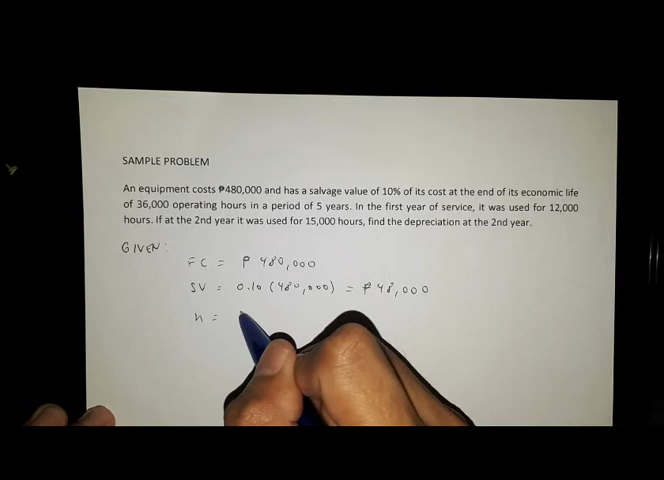 SAMPLE PROBLEM
An equipment costs ₱480,000 and has a salvage value of 10% of its cost at the end of its economic life
of 36,000 operating hours in a period of 5 years. In the first year of service, it was used for 12,000
hours. If at the 2nd year it was used for 15,000 hours, find the depreciation at the 2nd year.
GIVEN:
FC = ₱ 480,000
SV = 0.10 (480,000) = ₱ 48,000
n =